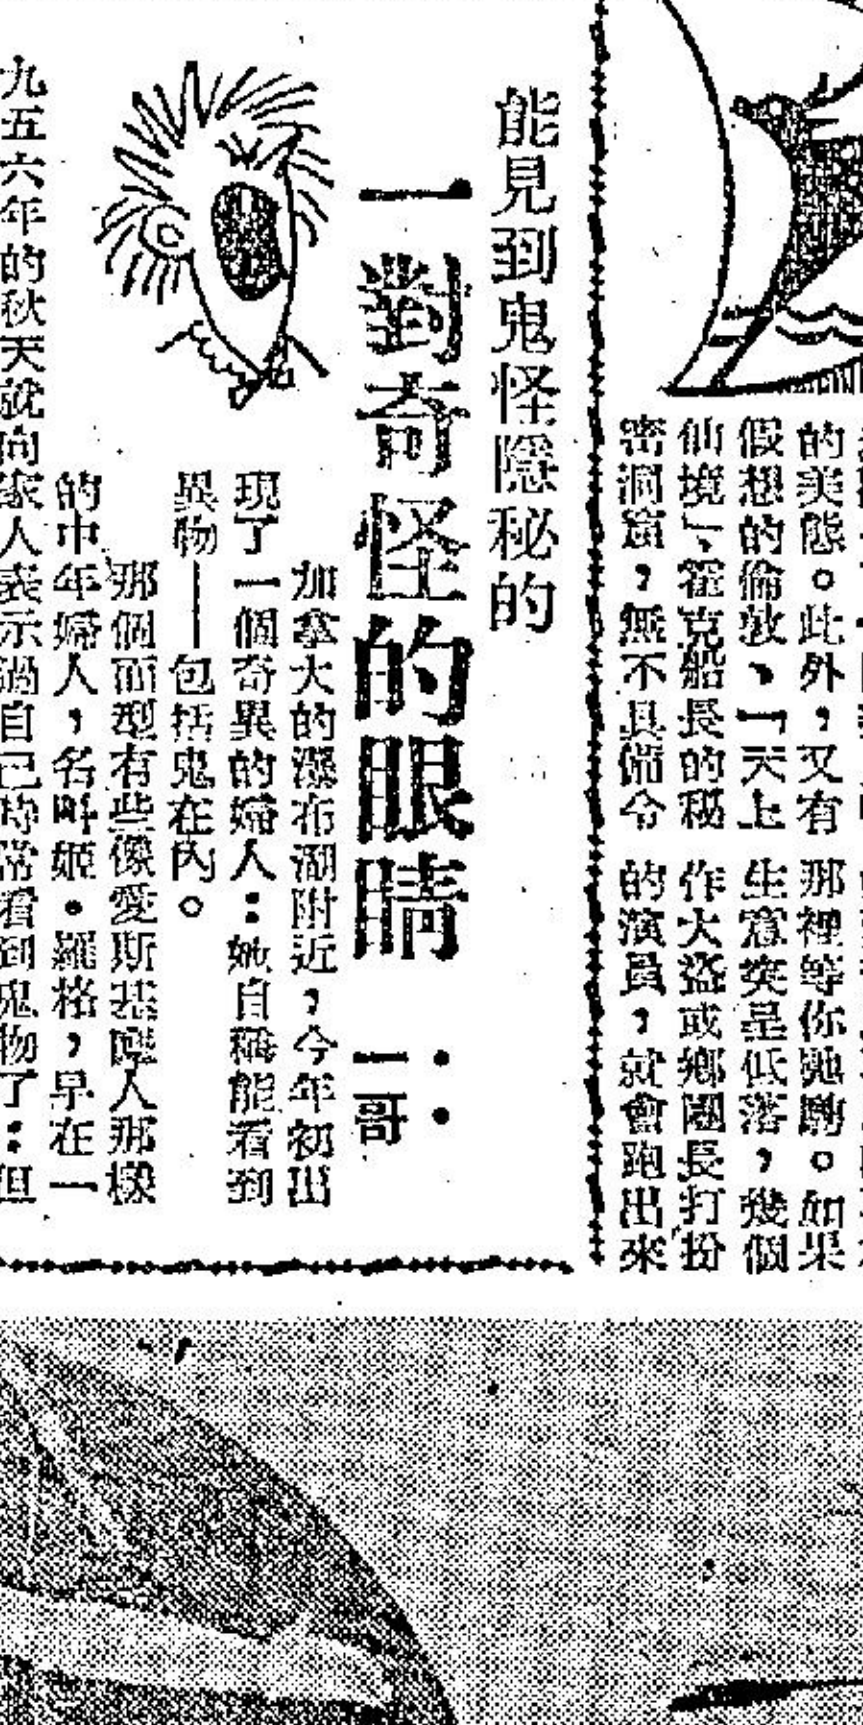 的美態。此外，又有
假想的倫敦、「天上
仙境」、霍克船長的秘
密洞窟，無不具備令
那裡等你馳騁。如果
生意突呈低落，幾個
作大盜或鄉團長打扮
的演員，就會跑出來
能見到鬼怪隱秘的
一對奇怪的眼睛
：一哥
加拿大的瀑布湖附近，今年初出
現了一個奇異的婦人：她自稱能看到
異物——包括鬼在內。
那個面型有些像愛斯基摩人那樣
的中年婦人，名叫姬•羅格，早在一
九五六年的秋天就向家人表示過自己時常看到鬼物了：但